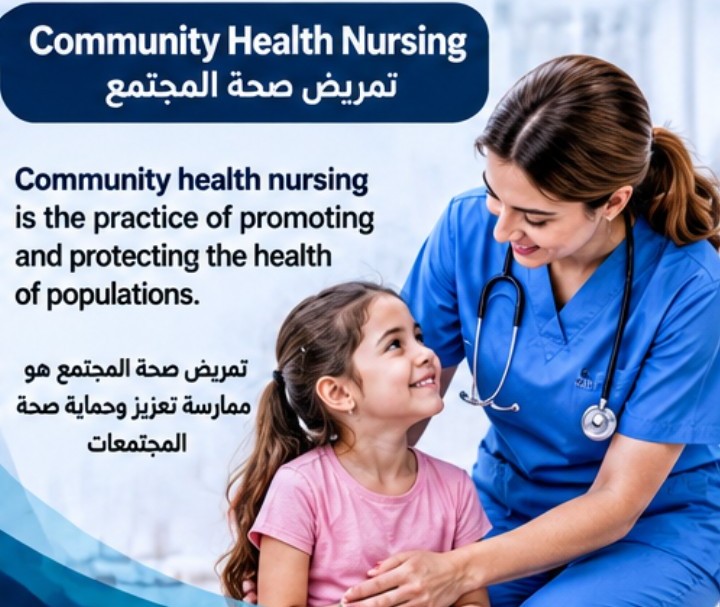 Community Health Nursing
تمريض صحة المجتمع
Community health nursing
is the practice of promoting
and protecting the health
of populations.
تمريض صحة المجتمع هو
ممارسة تعزيز وحماية صحة
المجتمعات